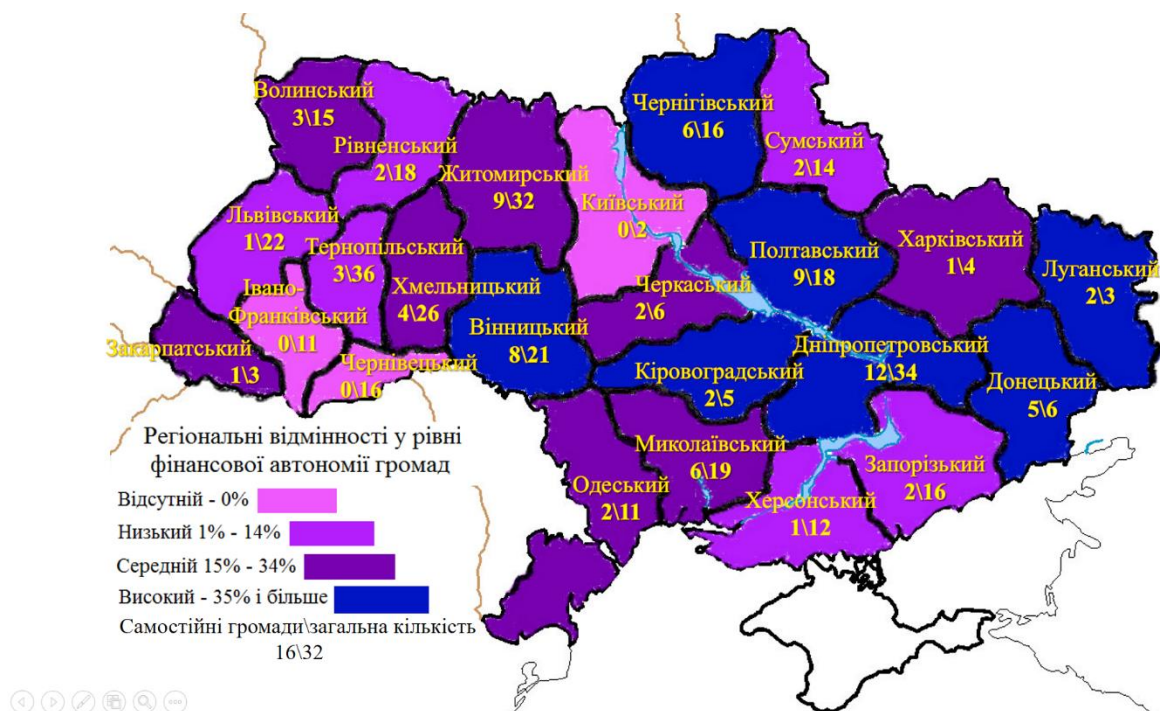 Волинський
3\15
Рівненський
2\18
Житомирський
9\32
Київський
0\2
Чернігівський
6\16
Сумський
2\14
Львівський
1\22
Тернопільський
3\36
Хмельницький
4\26
Вінницький
8\21
Черкаський
2\6
Полтавський
9\18
Харківський
1\4
Луганський
2\3
Івано-
Франківський
0\11
Закарпатський
1\3
Чернівецький
0\16
Кіровоградський
2\5
Дніпропетровський
12\34
Донецький
5\6
Одеський
2\11
Миколаївський
6\19
Херсонський
1\12
Запорізький
2\16
Регіональні відмінності у рівні
фінансової автономії громад
Відсутній - 0%
Низький 1% - 14%
Середній 15% - 34%
Високий - 35% і більше
Самостійні громади\загальна кількість
16\32